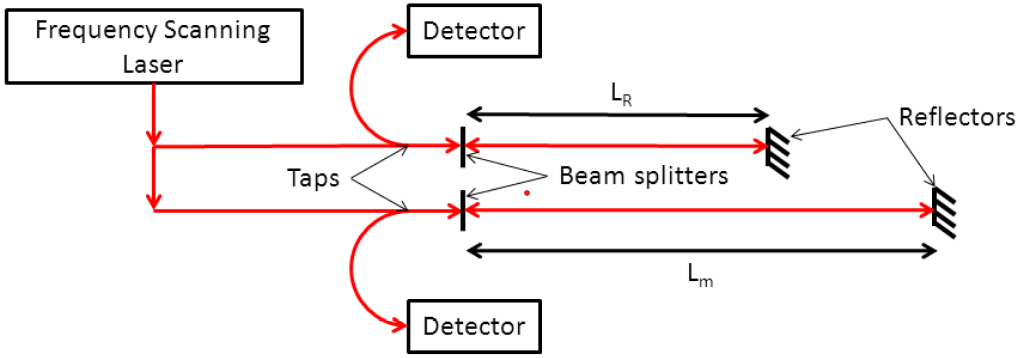 Frequency Scanning
Laser
Detector
L_R
Reflectors
Taps
Beam splitters
L_m
Detector